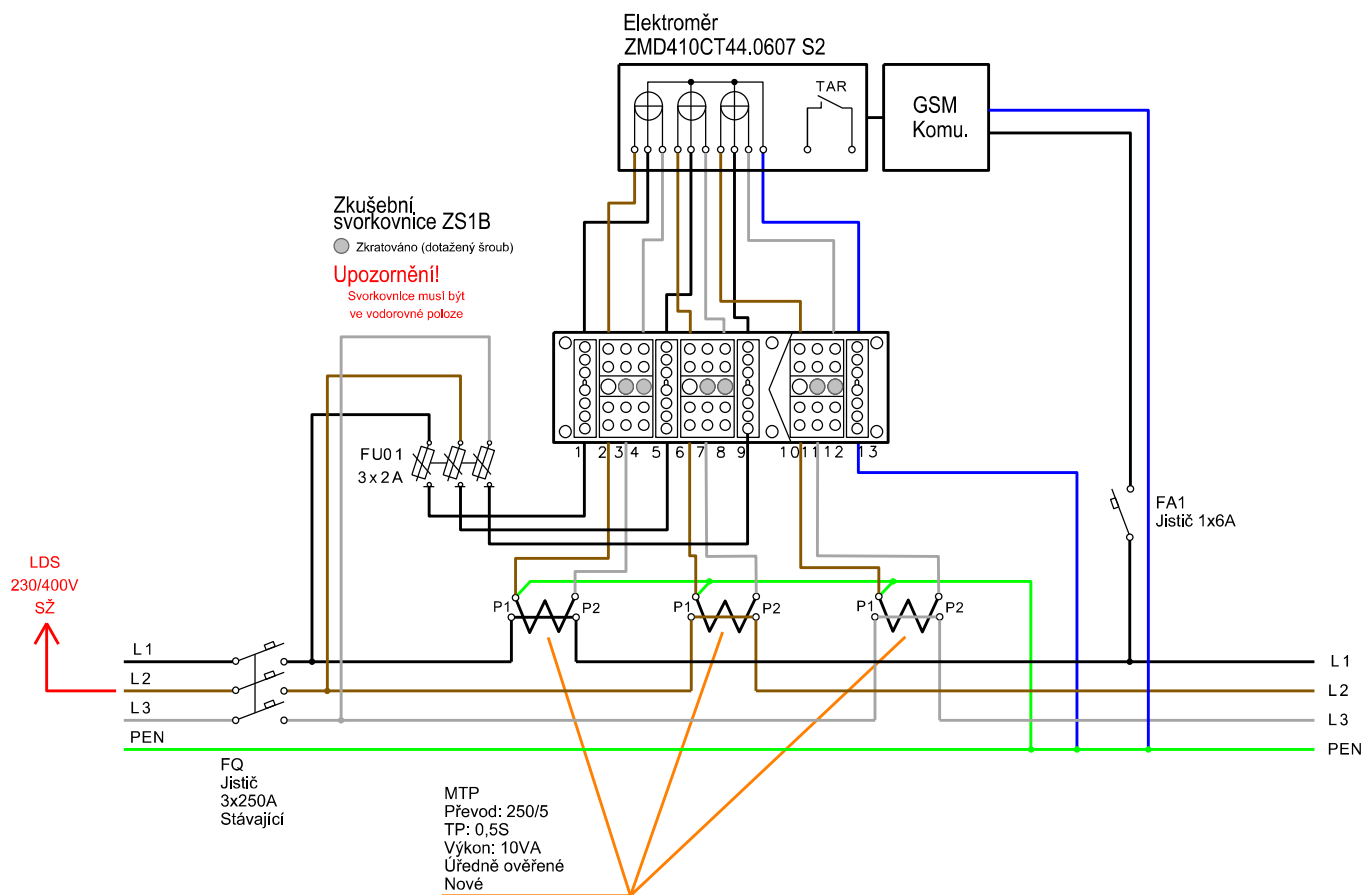 Elektroměr
ZMD410CT44.0607 S2
TAR
GSM
Komu.
Zkušební
svorkovnice ZS1B
Zkratováno (dotažený šroub)
Upozornění!
Svorkovnice musí být
ve vodorovné poloze
FU01
3x2A
1 2 3 4 5 6 7 8 9 10 11 12 13
FA1
Jistič 1x6A
LDS
230/400V
SŽ
P1 P2 P1 P2 P1 P2
L1 L1
L2 L2
L3 L3
PEN PEN
FQ
Jistič
3x250A
Stávající
MTP
Převod: 250/5
TP: 0,5S
Výkon: 10VA
Úředně ověřené
Nové